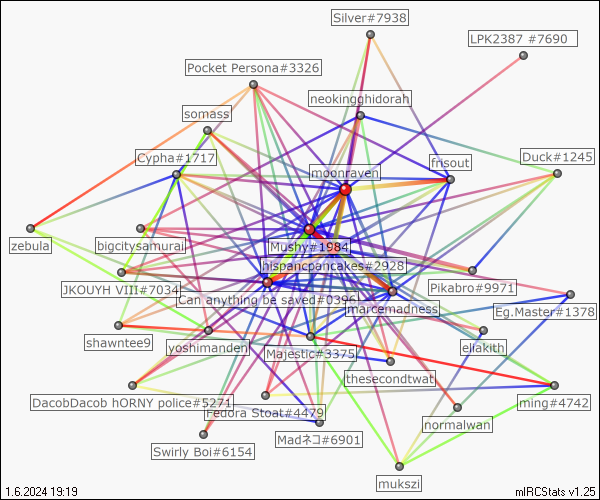 Silver#7938
LPK2387 #7690
Pocket Persona#3326
neokingghidorah
somass
Cypha#1717
frisout
Duck#1245
moonraven
zebula
bigcitysamurai
Mushy#1984
hispanicpancakes#2928
JKOUYH VIII#7034
Can anything be saved#0396
Pikabro#9971
marcemadness
Eg.Master#1378
shawntee9
yoshimanden
Majestic#3375
eliakith
thesecondtwat
DacobDacob hORNY police#5271
Fedora Stoat#4479
ming#4742
normalwan
Madネコ#6901
Swirly Boi#6154
mukszi
1.6.2024 19:19
mIRCStats v1.25